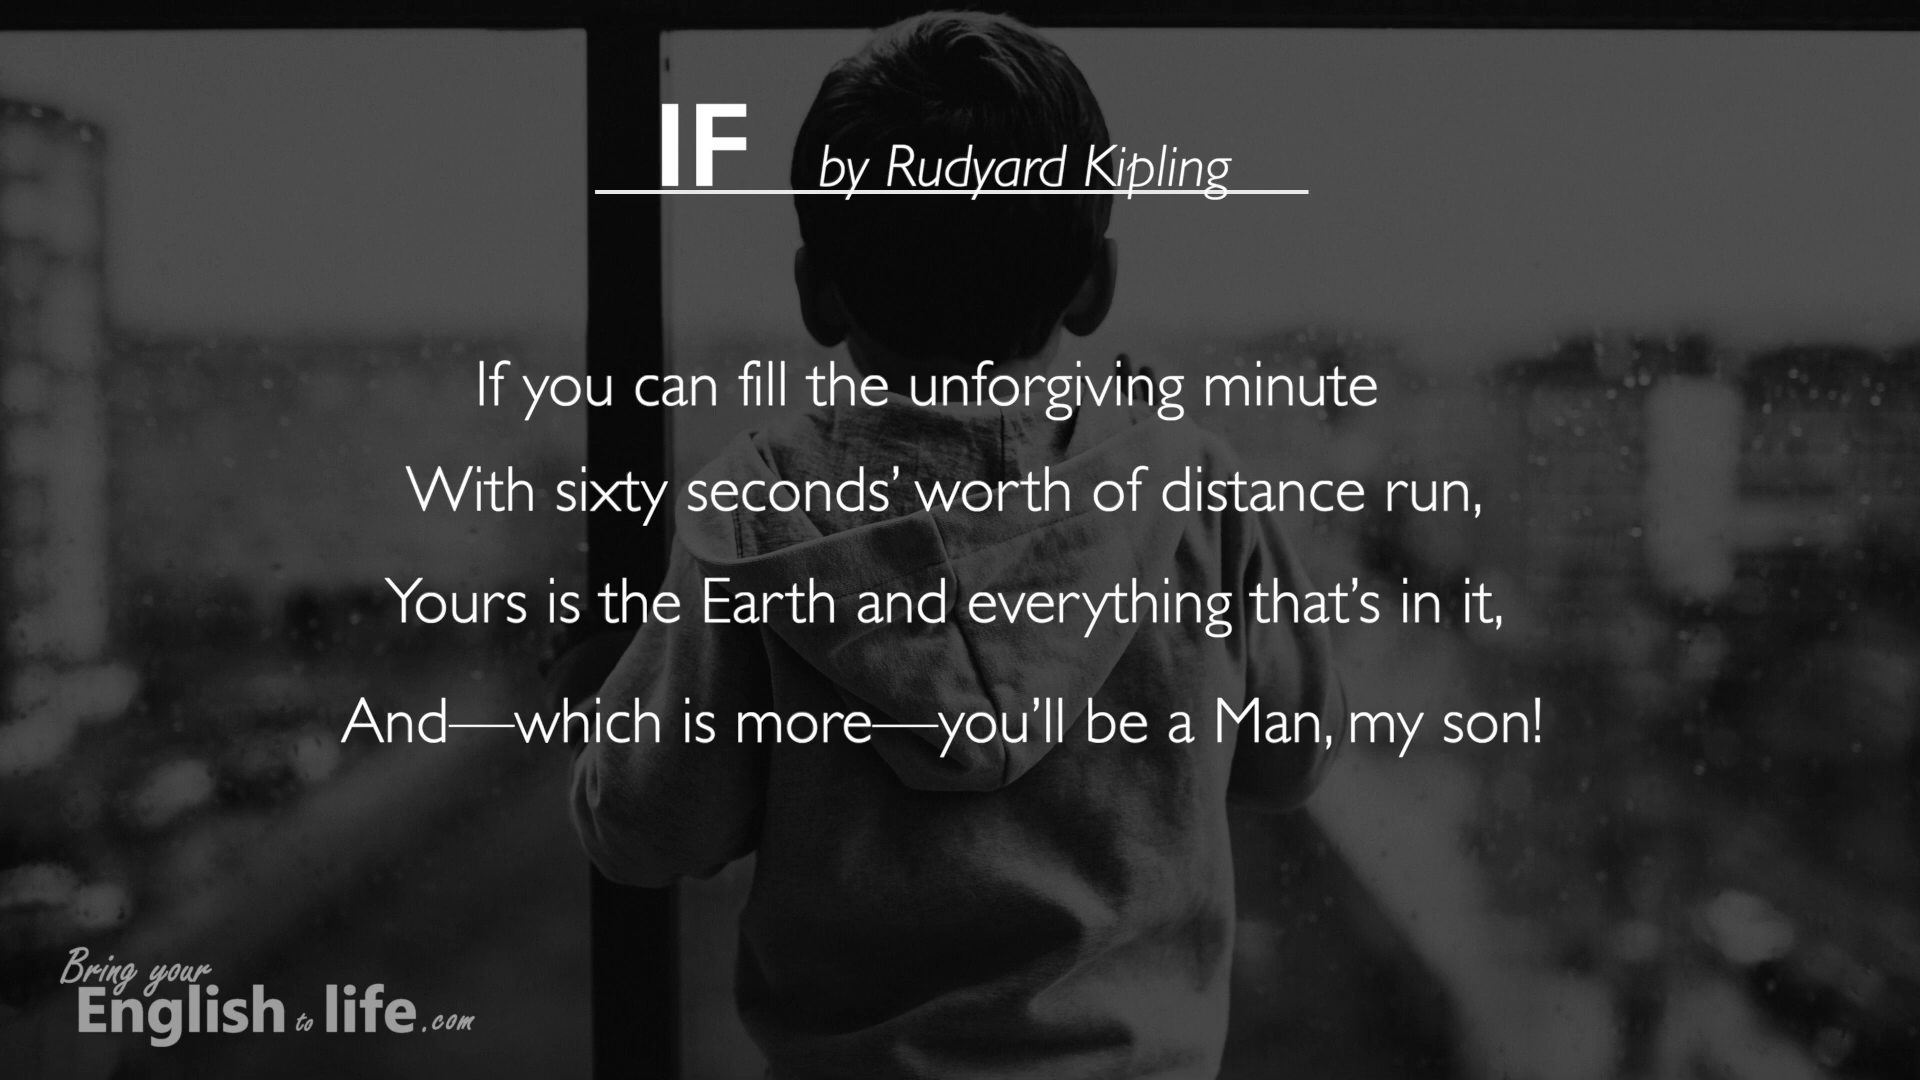 IF by Rudyard Kipling
If you can fill the unforgiving minute
With sixty seconds’ worth of distance run,
Yours is the Earth and everything that’s in it,
And—which is more—you’ll be a Man, my son!
Bring your
English to life.com